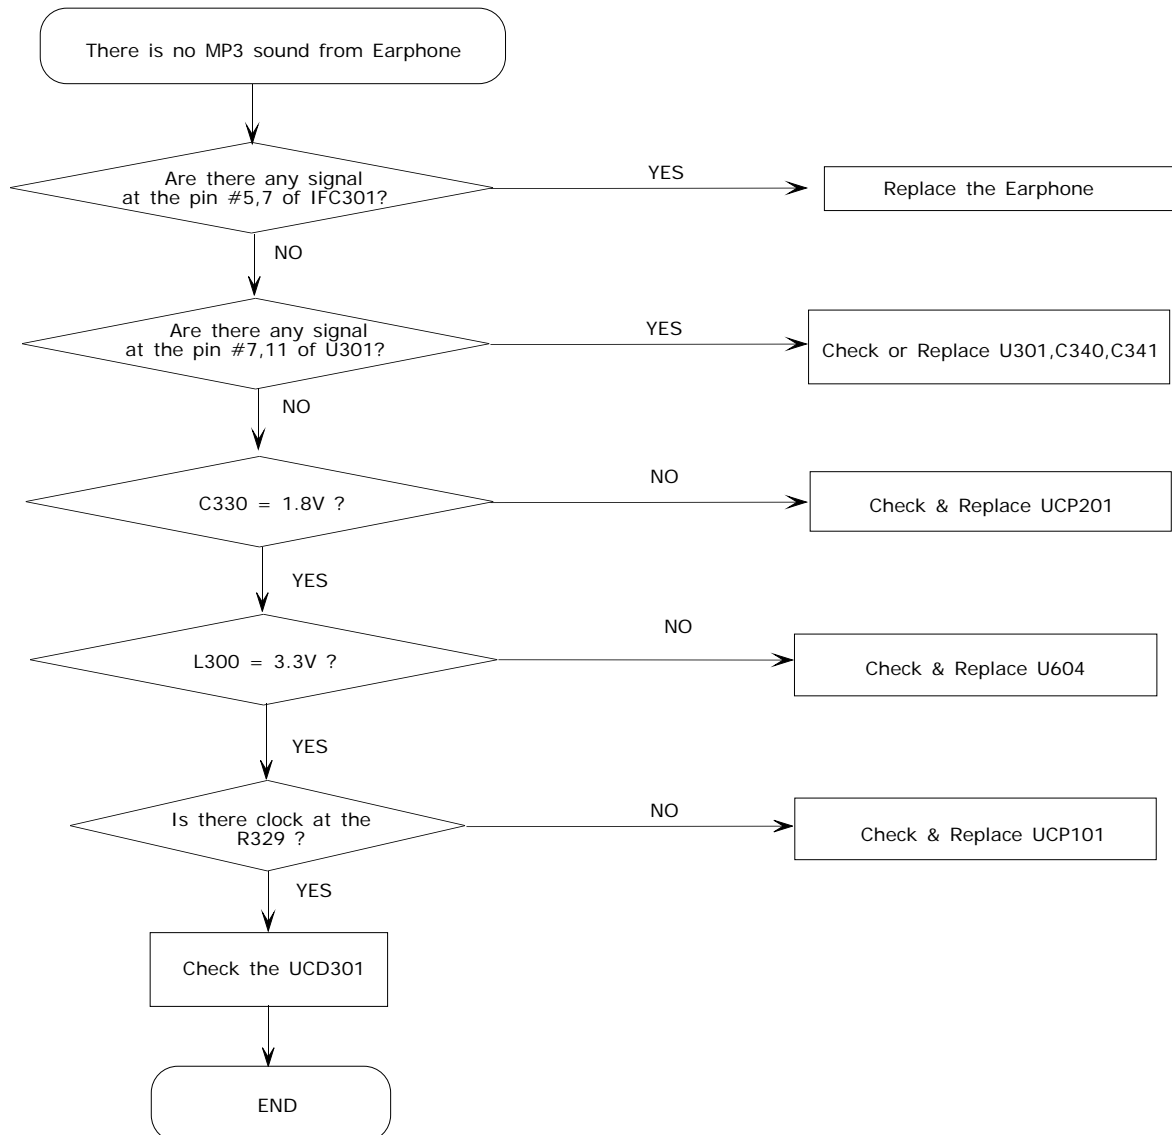 There is no MP3 sound from Earphone
Are there any signal
at the pin #5,7 of IFC301?
YES
Replace the Earphone
NO
Are there any signal
at the pin #7,11 of U301?
YES
Check or Replace U301,C340,C341
NO
C330 = 1.8V ?
NO
Check & Replace UCP201
YES
L300 = 3.3V ?
NO
Check & Replace U604
YES
Is there clock at the
R329 ?
NO
Check & Replace UCP101
YES
Check the UCD301
END